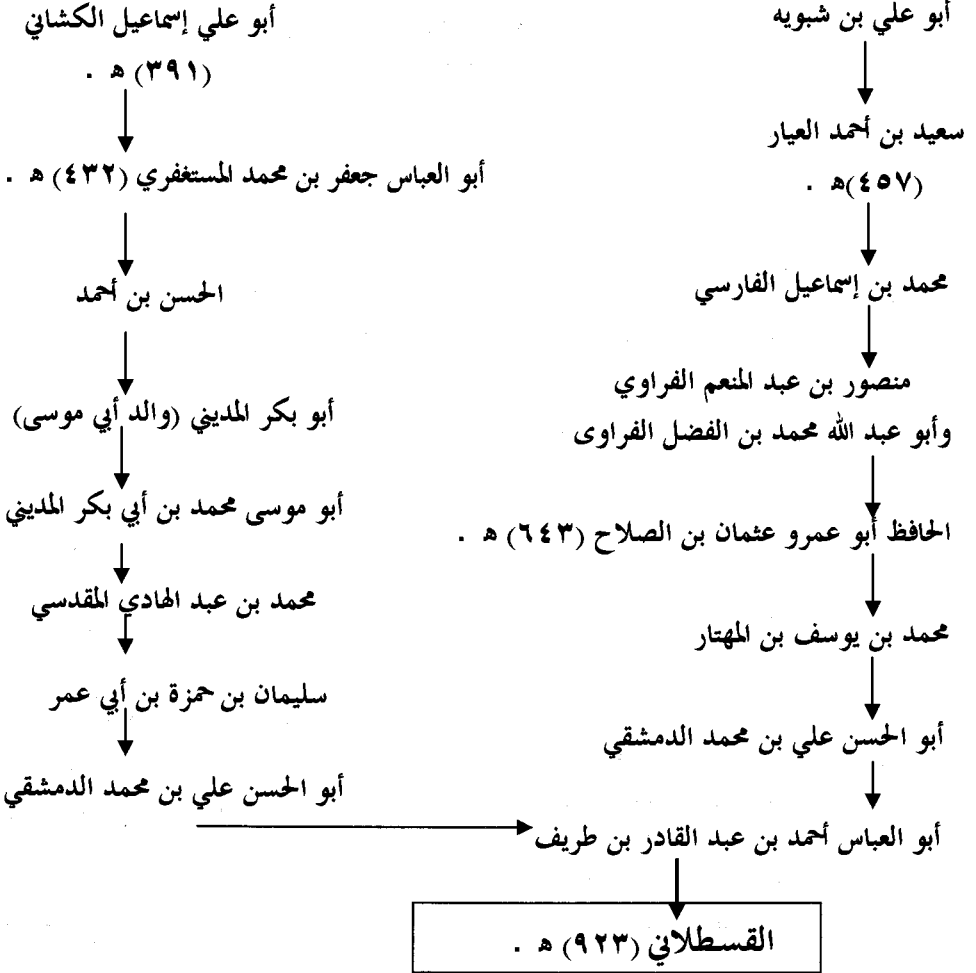 أبو علي بن شبويه
سعيد بن أحمد العيار
(٤٥٧)ه .
محمد بن إسماعيل الفارسي
منصور بن عبد المنعم الفراوي
وأبو عبد الله محمد بن الفضل الفراوى
الحافظ أبو عمرو عثمان بن الصلاح (٦٤٣) ه .
محمد بن يوسف بن المهتار
أبو الحسن علي بن محمد الدمشقي
أبو علي إسماعيل الكشاني
(٣٩١) ه .
أبو العباس جعفر بن محمد المستغفري (٤٣٢) ه .
الحسن بن أحمد
أبو بكر المديني (والد أبي موسى)
أبو موسى محمد بن أبي بكر المديني
محمد بن عبد الهادي المقدسي
سليمان بن حمزة بن أبي عمر
أبو الحسن علي بن محمد الدمشقي
أبو العباس أحمد بن عبد القادر بن طريف
القسطلاني (٩٢٣) ه .